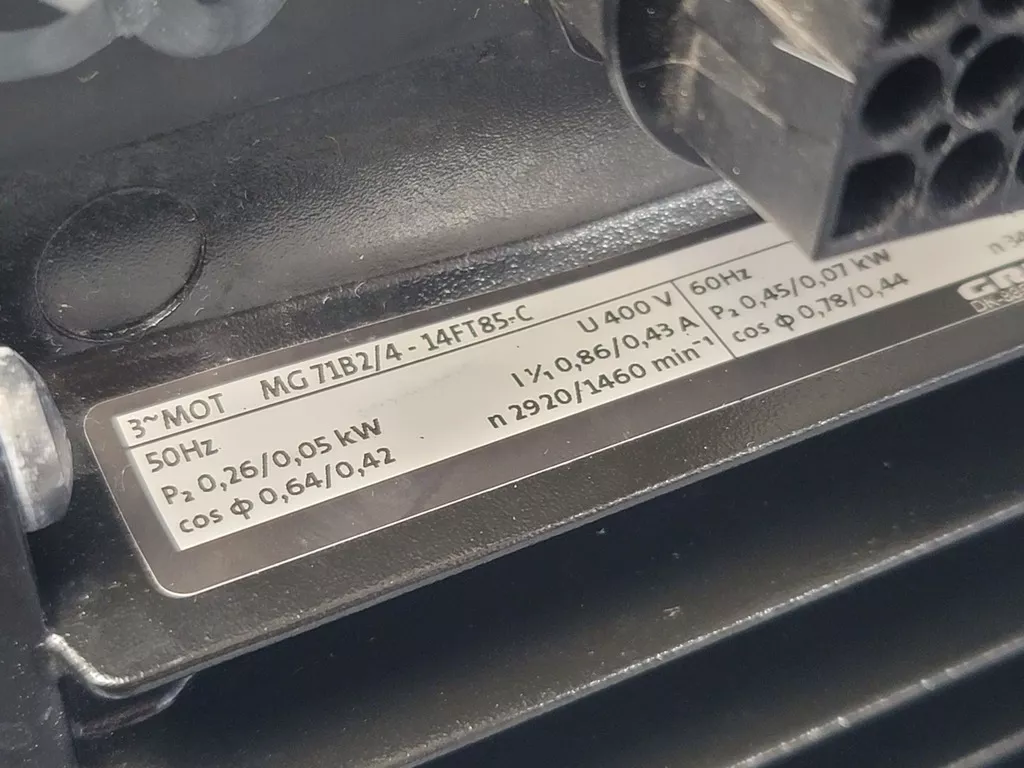 3~MOT MG 71B2/4 - 14FT85-C
50Hz U 400 V
P₂ 0,26/0,05 kW I Y/₁ 0,86/0,43 A
cos φ 0,64/0,42 n 2920/1460 min⁻¹
60Hz
P₂ 0,45/0,07 kW
cos φ 0,78/0,44